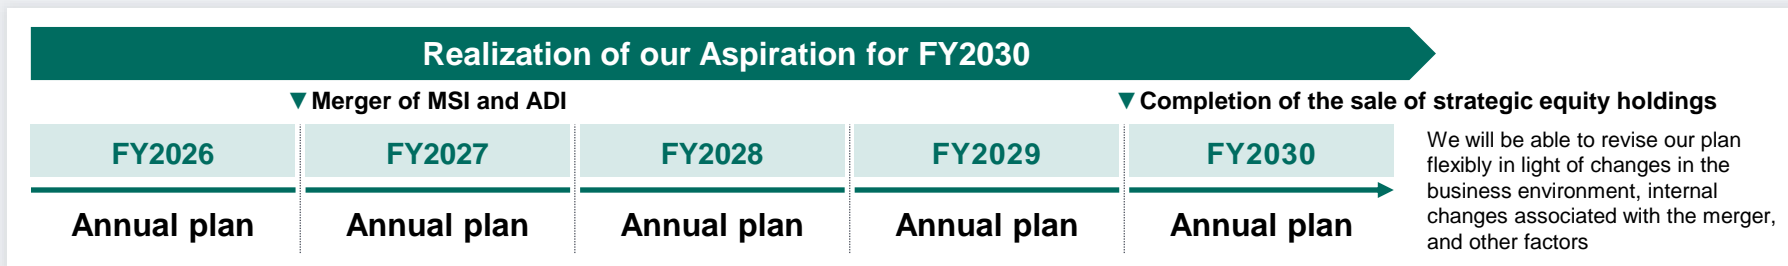 Realization of our Aspiration for FY2030
▼Merger of MSI and ADI
▼Completion of the sale of strategic equity holdings
FY2026
FY2027
FY2028
FY2029
FY2030
Annual plan
Annual plan
Annual plan
Annual plan
Annual plan
We will be able to revise our plan
flexibly in light of changes in the
business environment, internal
changes associated with the merger,
and other factors